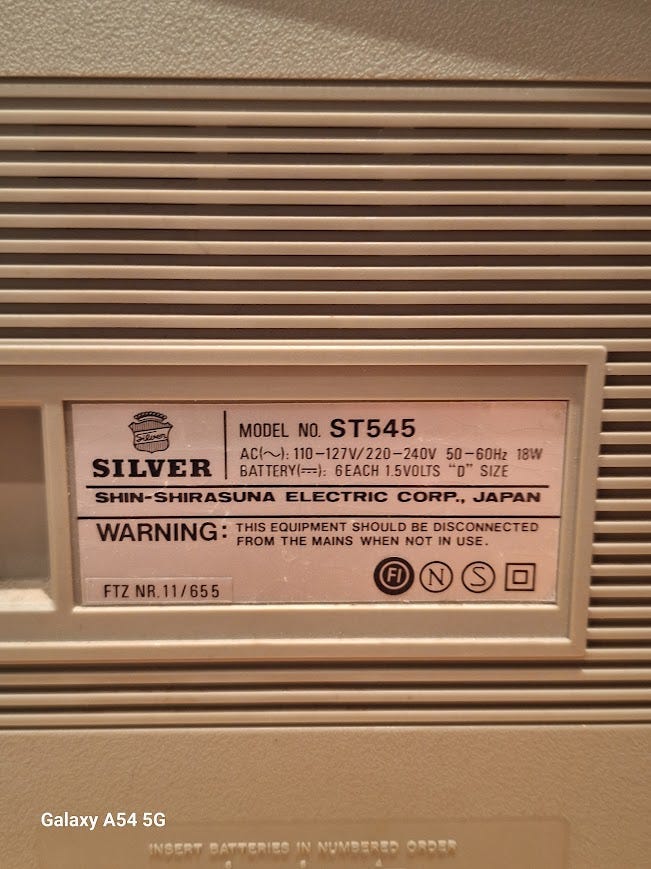 Silver
SILVER
MODEL NO. ST545
AC(∼): 110-127V/220-240V 50-60Hz 18W
BATTERY(⎓): 6EACH 1.5VOLTS "D" SIZE
SHIN-SHIRASUNA ELECTRIC CORP., JAPAN
WARNING: THIS EQUIPMENT SHOULD BE DISCONNECTED
FROM THE MAINS WHEN NOT IN USE.
FI N S
FTZ NR.11/655
Galaxy A54 5G
INSERT BATTERIES IN NUMBERED ORDER